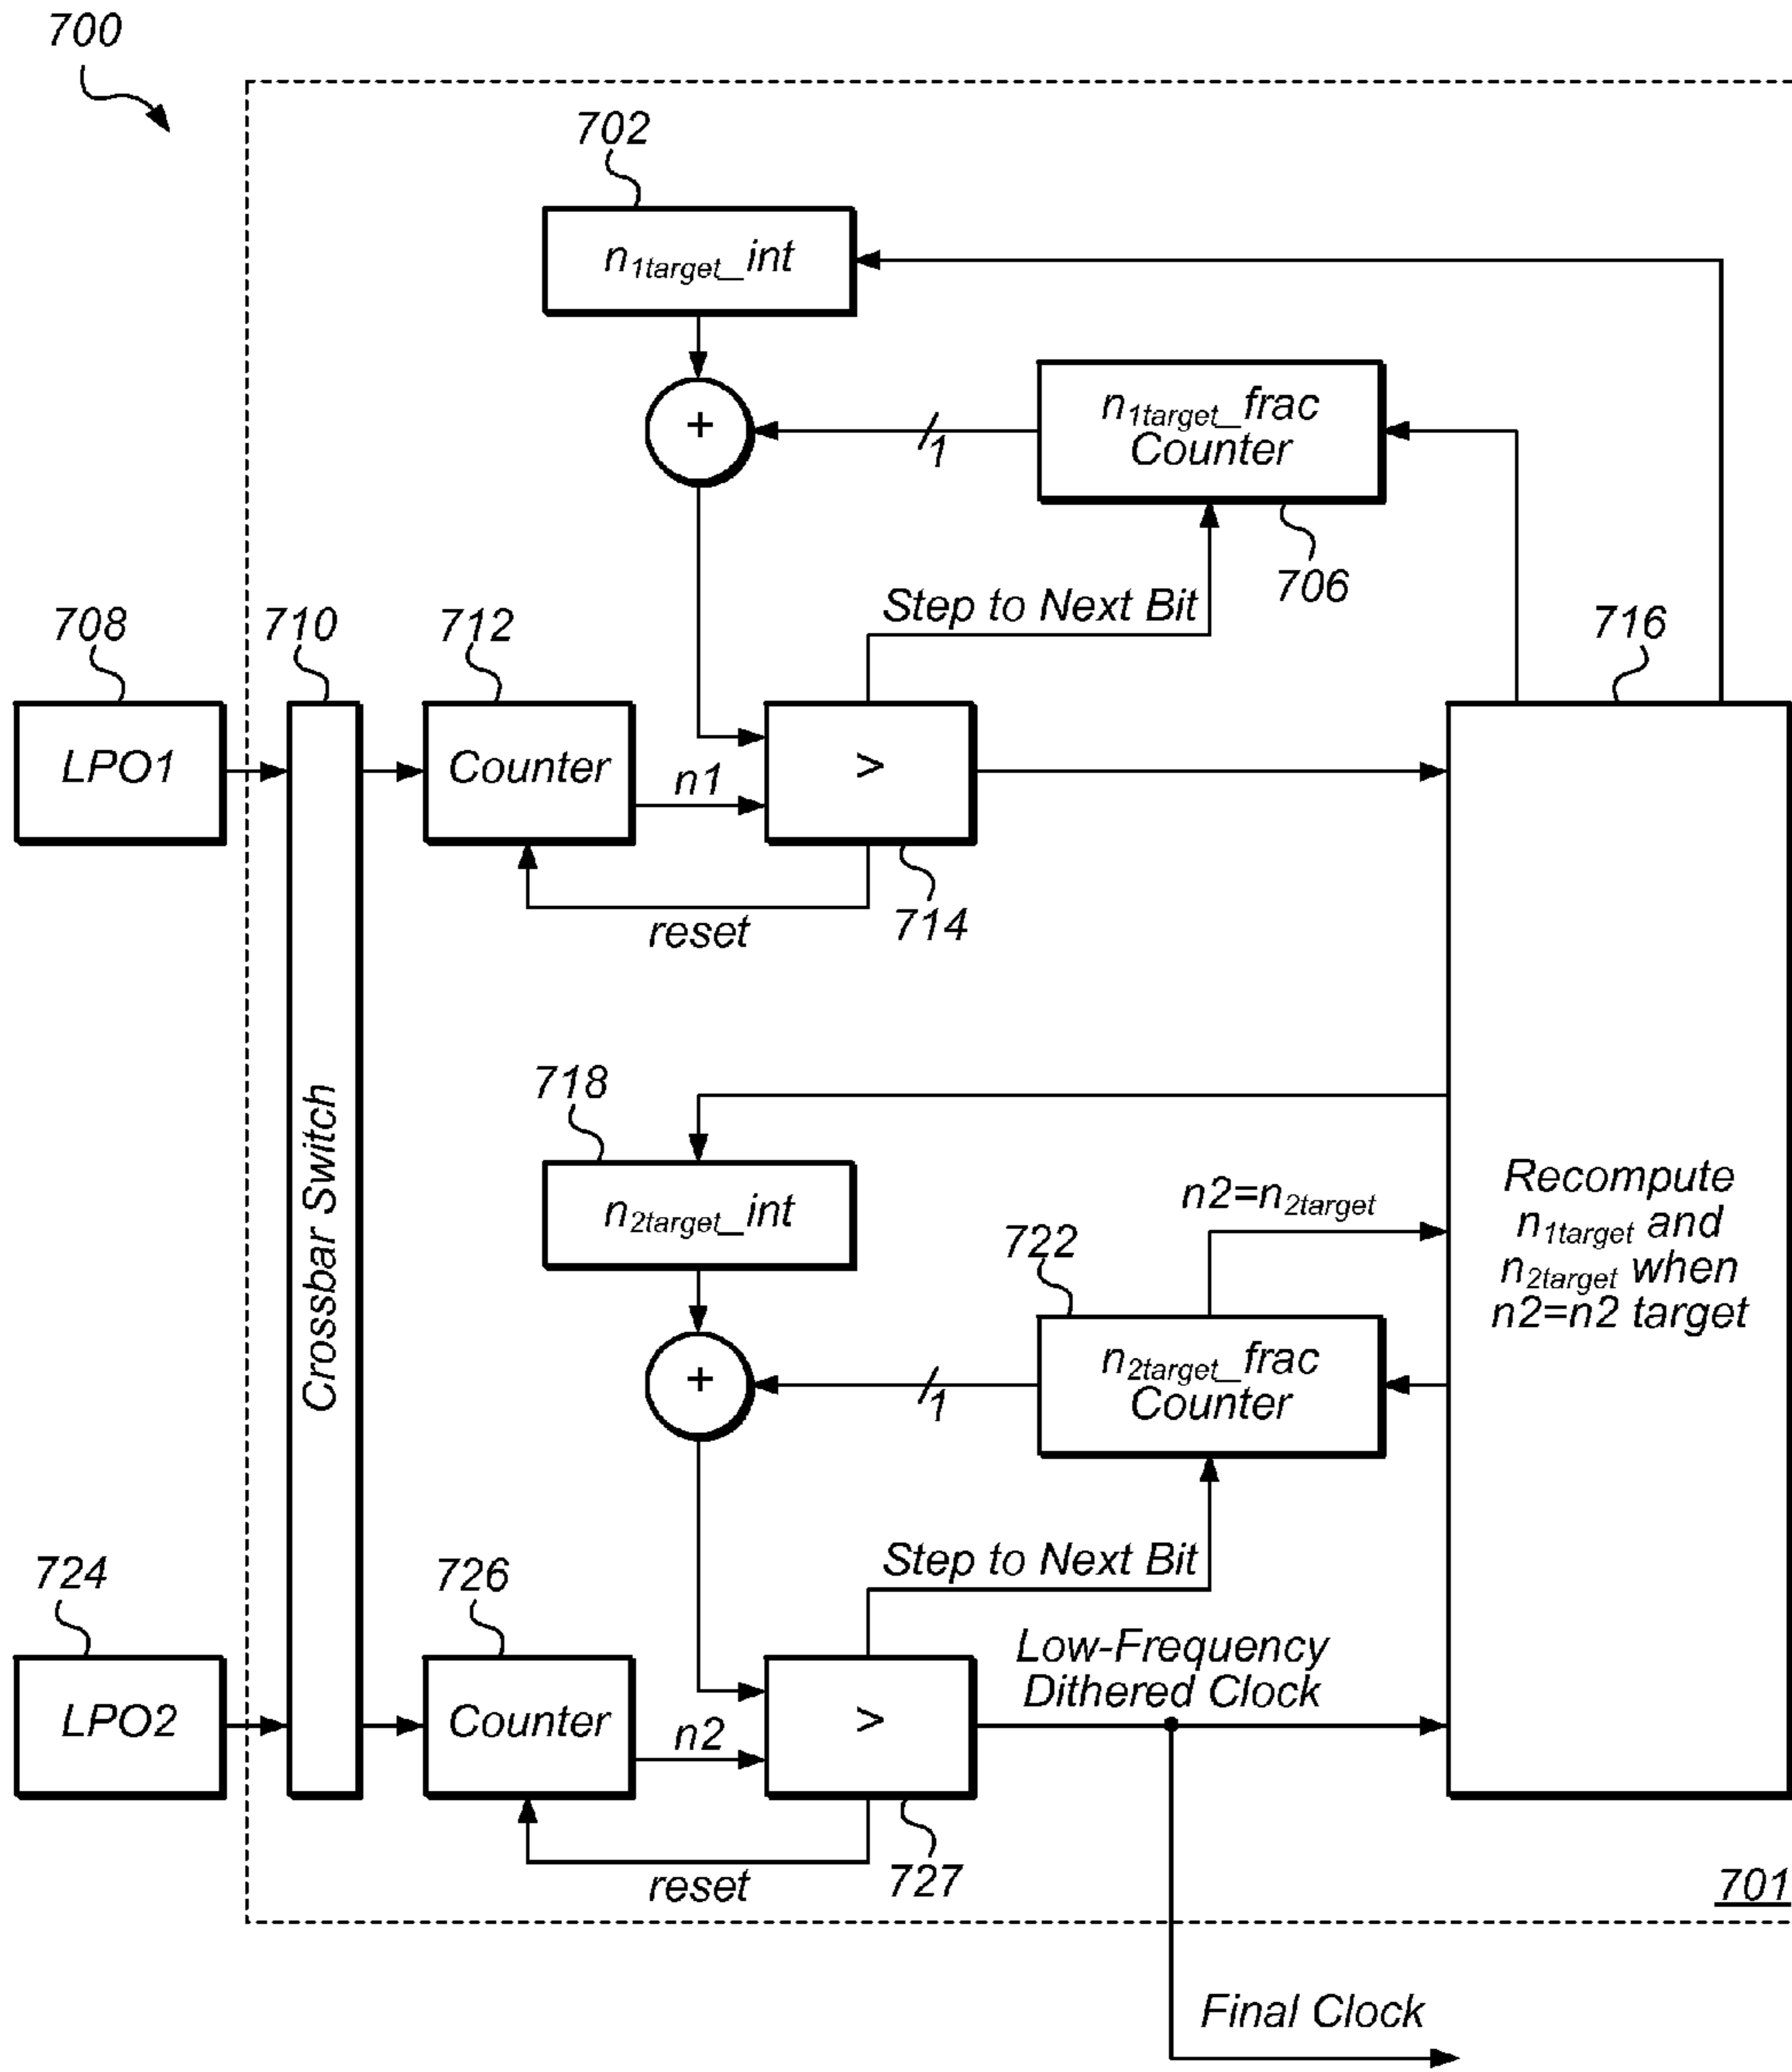 700
702
n1target_int
n1target_frac
Counter
1
706
Step to Next Bit
708
710
712
716
LPO1
Counter
n1
>
+
reset
714
Crossbar Switch
718
n2target_int
n2=n2target
722
Recompute
n1target and
n2target when
n2=n2 target
+
n2target_frac
Counter
1
Step to Next Bit
724
726
Low-Frequency
Dithered Clock
LPO2
Counter
n2
>
reset
727
701
Final Clock